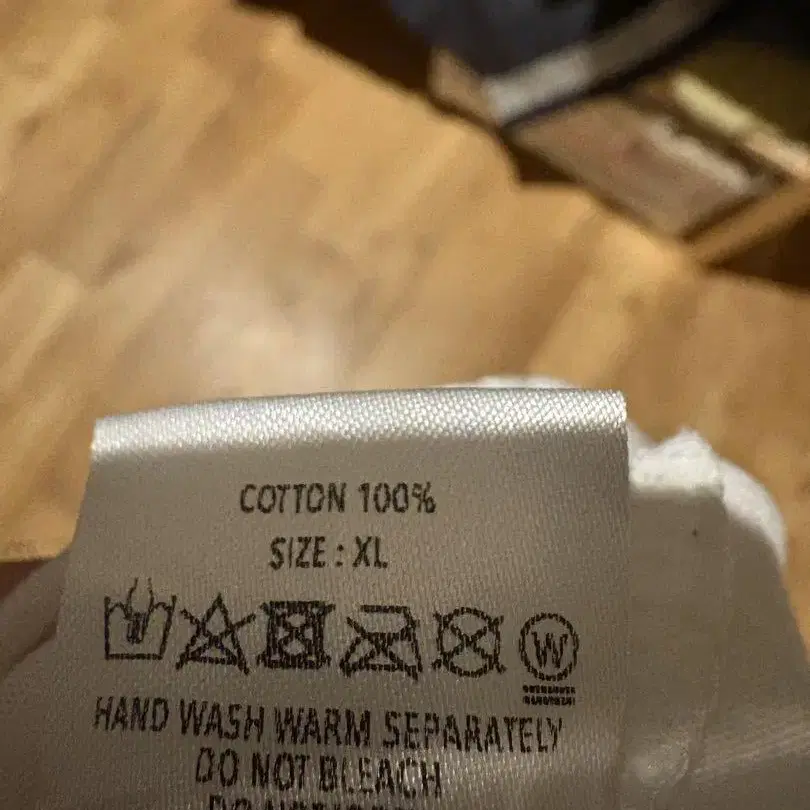 COTTON 100%
SIZE : XL
W
HAND WASH WARM SEPARATELY
DO NOT BLEACH